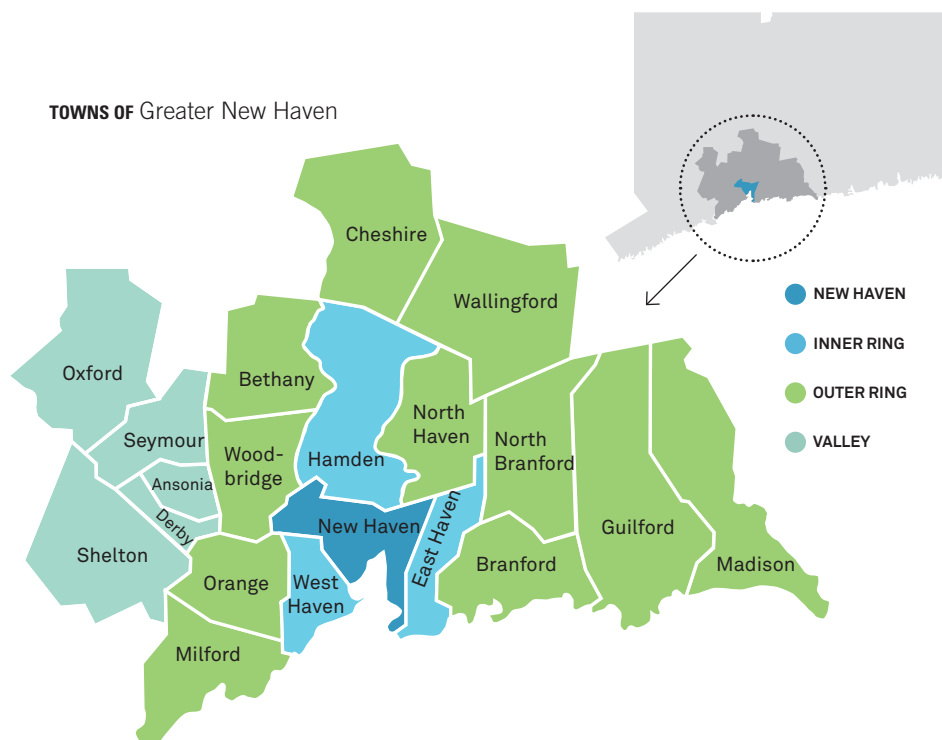 TOWNS OF Greater New Haven
Cheshire
Wallingford
NEW HAVEN
INNER RING
OUTER RING
VALLEY
Oxford
Bethany
Seymour
Wood-
bridge
Hamden
North
Haven
North
Branford
Ansonia
Derby
New Haven
East Haven
Guilford
Shelton
Orange
West
Haven
Branford
Madison
Milford